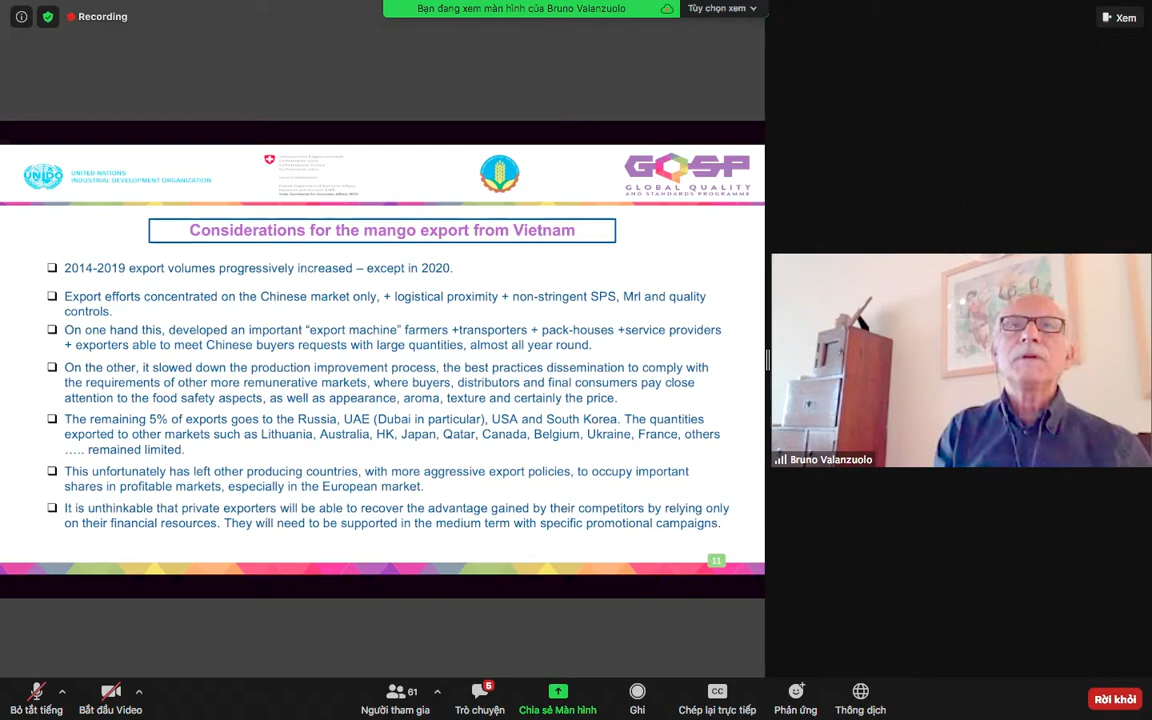 Recording
Bạn đang xem màn hình của Bruno Valanzuolo
Tùy chọn xem
Xem
UNIDO
UNITED NATIONS
INDUSTRIAL DEVELOPMENT ORGANIZATION
GQSP
GLOBAL QUALITY
AND STANDARDS PROGRAMME
Considerations for the mango export from Vietnam
2014-2019 export volumes progressively increased – except in 2020.
Export efforts concentrated on the Chinese market only, + logistical proximity + non-stringent SPS, Mrl and quality
controls.
On one hand this, developed an important “export machine” farmers +transporters + pack-houses +service providers
+ exporters able to meet Chinese buyers requests with large quantities, almost all year round.
On the other, it slowed down the production improvement process, the best practices dissemination to comply with
the requirements of other more remunerative markets, where buyers, distributors and final consumers pay close
attention to the food safety aspects, as well as appearance, aroma, texture and certainly the price.
The remaining 5% of exports goes to the Russia, UAE (Dubai in particular), USA and South Korea. The quantities
exported to other markets such as Lithuania, Australia, HK, Japan, Qatar, Canada, Belgium, Ukraine, France, others
….. remained limited.
This unfortunately has left other producing countries, with more aggressive export policies, to occupy important
shares in profitable markets, especially in the European market.
It is unthinkable that private exporters will be able to recover the advantage gained by their competitors by relying only
on their financial resources. They will need to be supported in the medium term with specific promotional campaigns.
11
Bruno Valanzuolo
Bỏ tắt tiếng
Bắt đầu Video
61
Người tham gia
5
Trò chuyện
Chia sẻ Màn hình
Ghi
CC
Chép lại trực tiếp
Phản ứng
Thông dịch
Rời khỏi